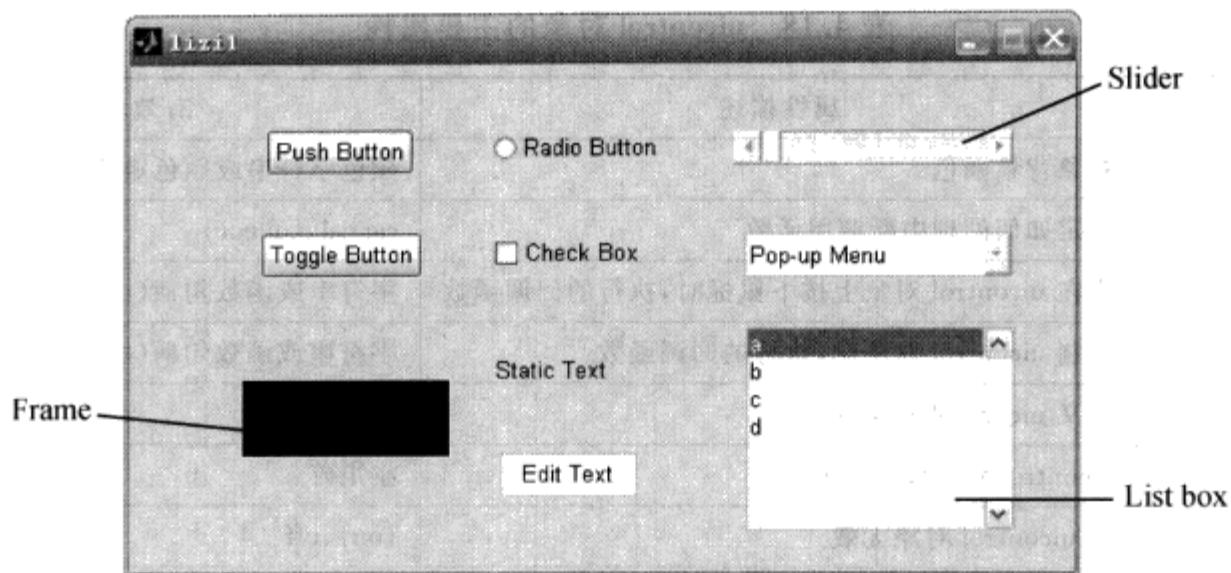 lizi1
Slider
Push Button
Radio Button
Toggle Button
Check Box
Pop-up Menu
a
b
c
d
Static Text
Frame
Edit Text
List box